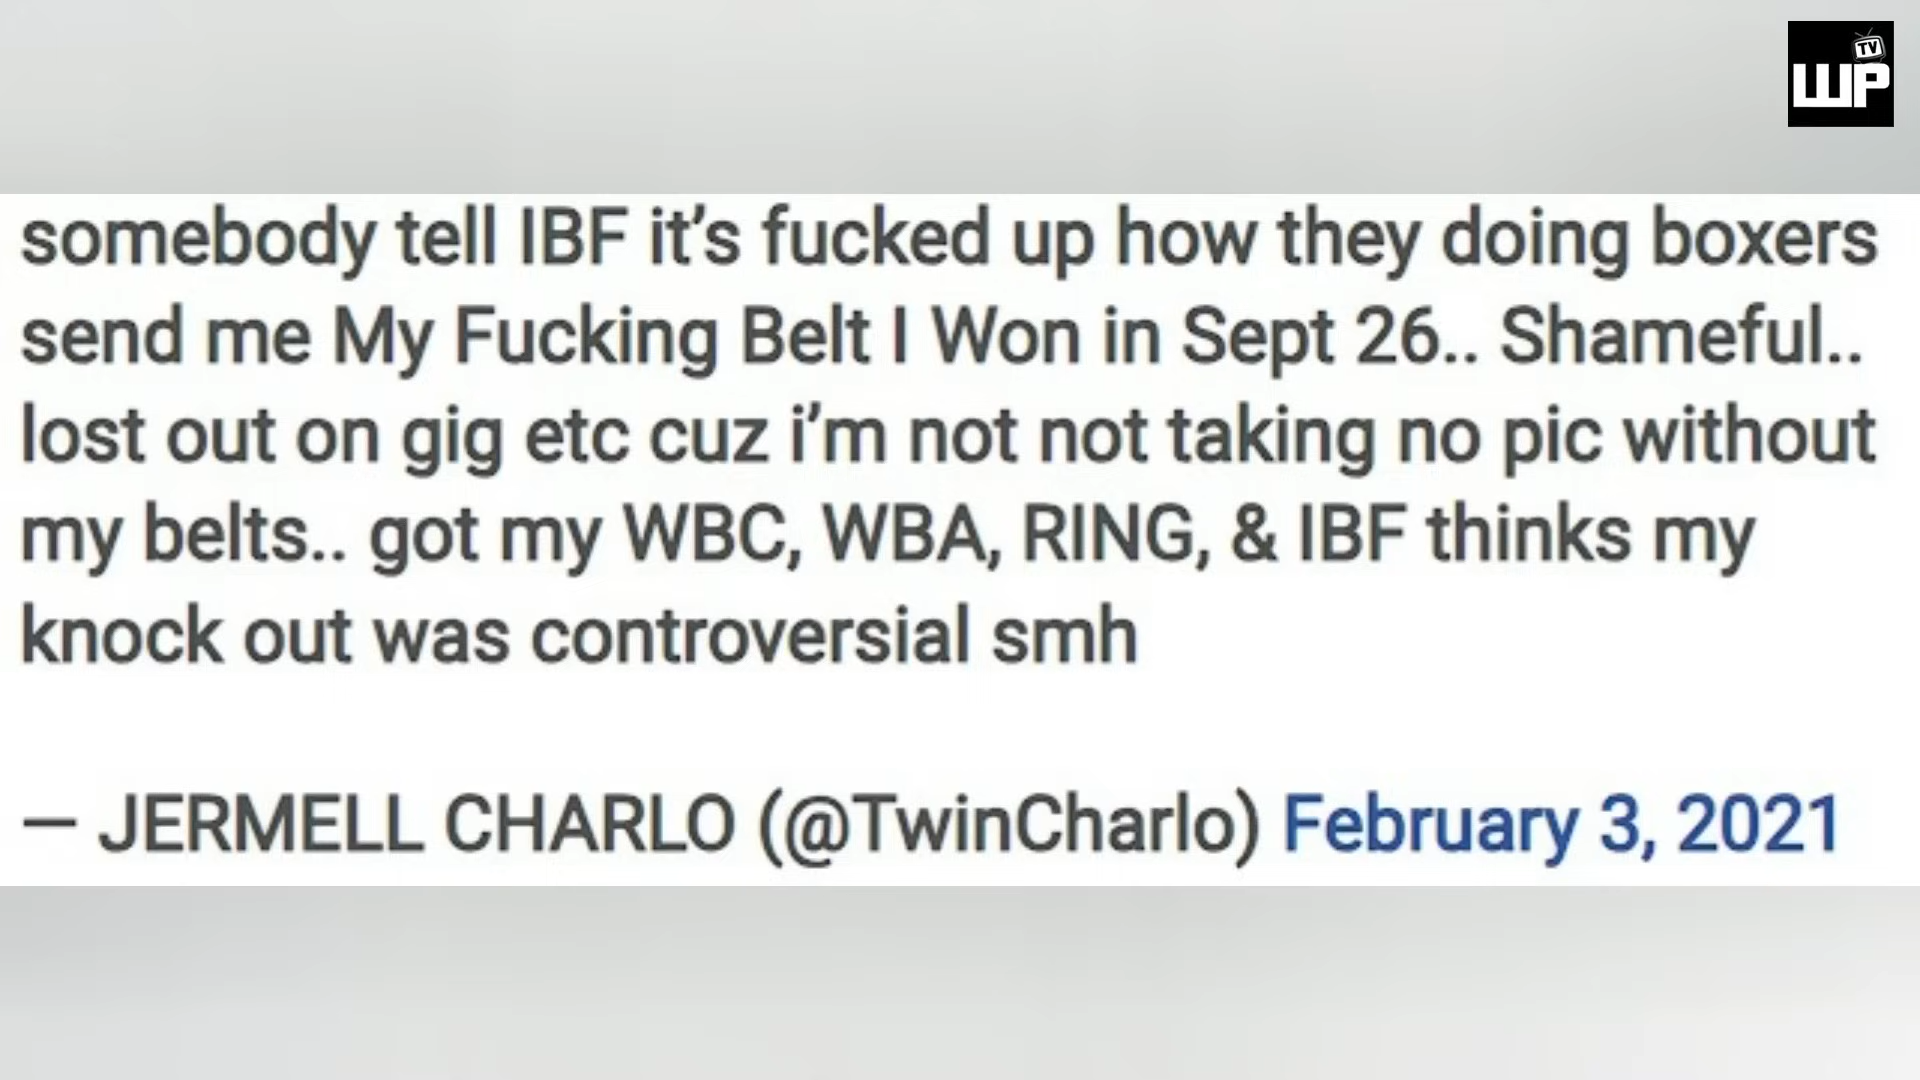 TV
WP
somebody tell IBF it’s fucked up how they doing boxers
send me My Fucking Belt I Won in Sept 26.. Shameful..
lost out on gig etc cuz i’m not not taking no pic without
my belts.. got my WBC, WBA, RING, & IBF thinks my
knock out was controversial smh
— JERMELL CHARLO (@TwinCharlo) February 3, 2021